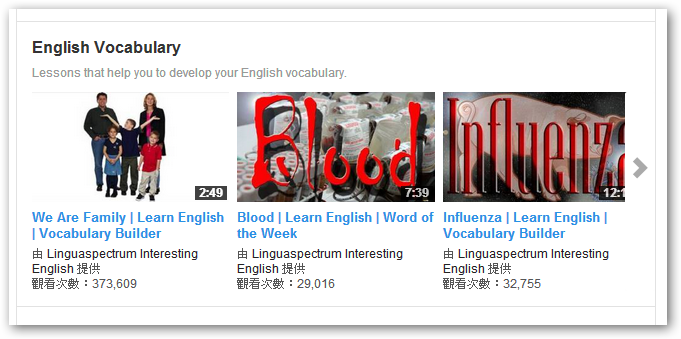 English Vocabulary
Lessons that help you to develop your English vocabulary.
Blood
Influenza
2:49
7:39
12:1
We Are Family | Learn English
| Vocabulary Builder
由 Linguaspectrum Interesting
English 提供
觀看次數：373,609
Blood | Learn English | Word of
the Week
由 Linguaspectrum Interesting
English 提供
觀看次數：29,016
Influenza | Learn English |
Vocabulary Builder
由 Linguaspectrum Interesting
English 提供
觀看次數：32,755